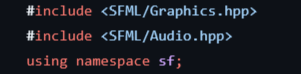 #include <SFML/Graphics.hpp>
#include <SFML/Audio.hpp>
using namespace sf;